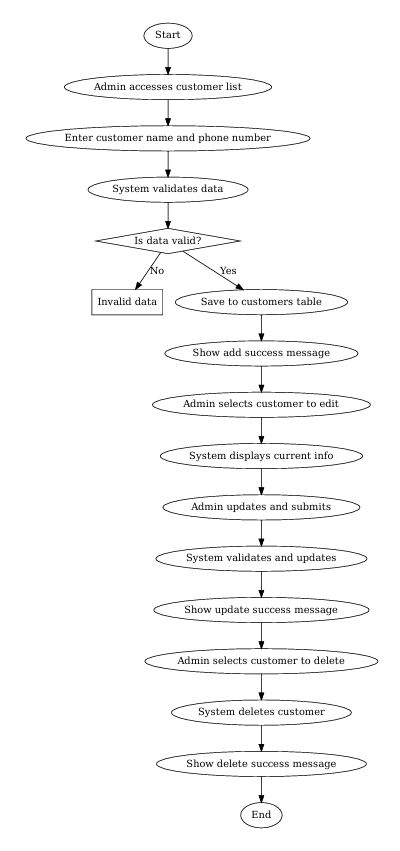 Start
Admin accesses customer list
Enter customer name and phone number
System validates data
Is data valid?
No
Yes
Invalid data
Save to customers table
Show add success message
Admin selects customer to edit
System displays current info
Admin updates and submits
System validates and updates
Show update success message
Admin selects customer to delete
System deletes customer
Show delete success message
End